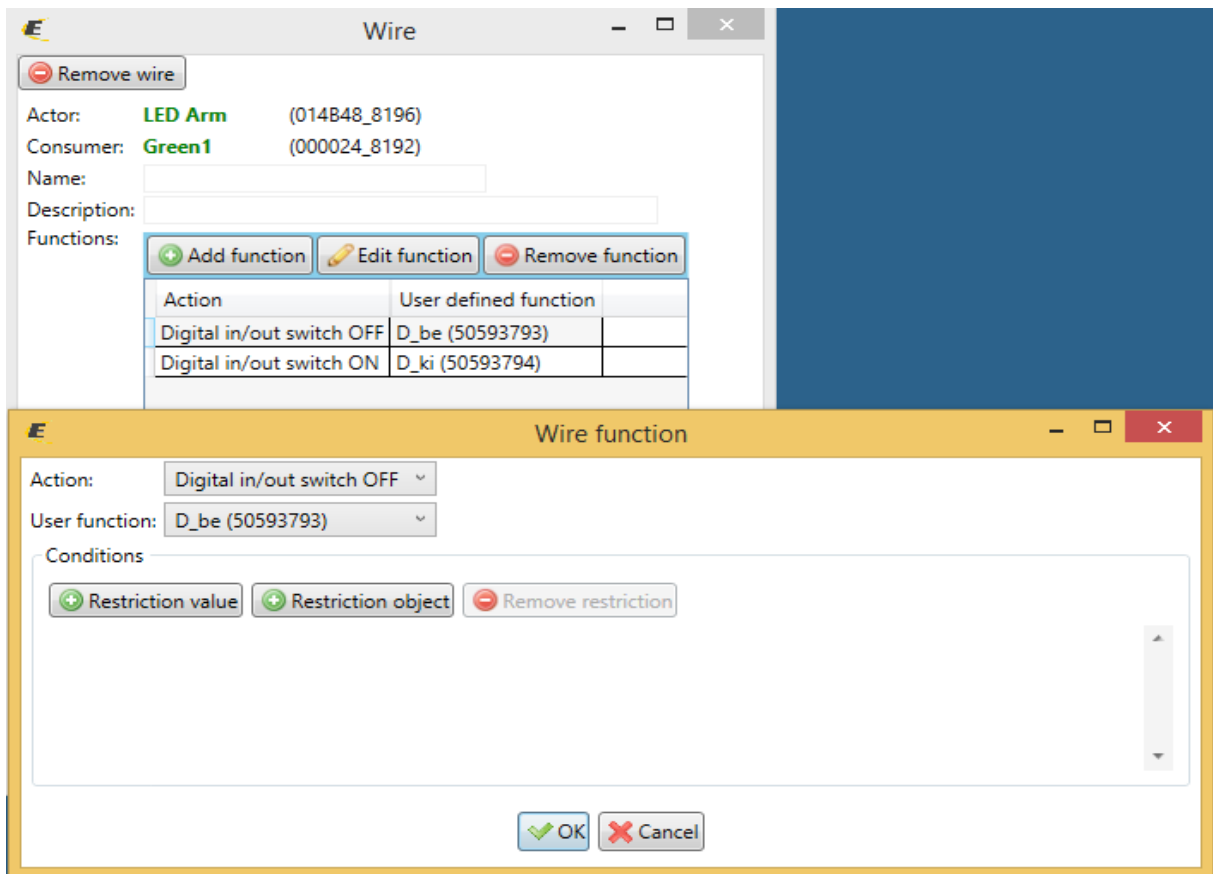 Wire
Remove wire
Actor: LED Arm (014B48_8196)
Consumer: Green1 (000024_8192)
Name:
Description:
Functions:
Add function Edit function Remove function
Action User defined function
Digital in/out switch OFF D_be (50593793)
Digital in/out switch ON D_ki (50593794)
Wire function
Action: Digital in/out switch OFF
User function: D_be (50593793)
Conditions
Restriction value Restriction object Remove restriction
OK Cancel